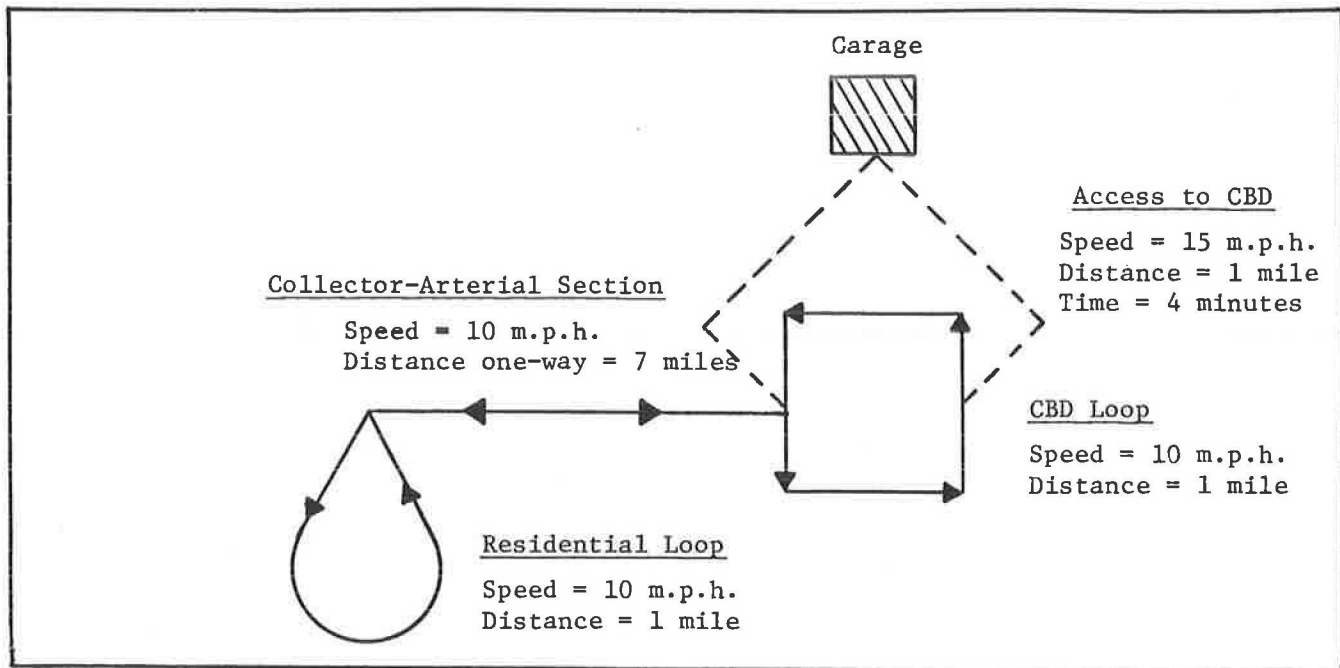 Garage
Access to CBD
Speed = 15 m.p.h.
Distance = 1 mile
Time = 4 minutes
Collector-Arterial Section
Speed = 10 m.p.h.
Distance one-way = 7 miles
CBD Loop
Speed = 10 m.p.h.
Distance = 1 mile
Residential Loop
Speed = 10 m.p.h.
Distance = 1 mile